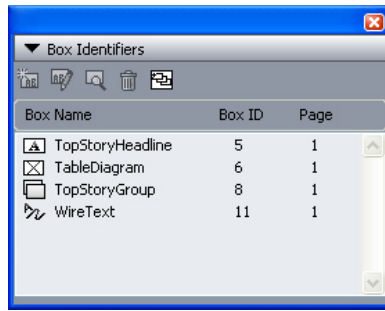 Box Identifiers
Box Name Box ID Page
A TopStoryHeadline 5 1
TableDiagram 6 1
TopStoryGroup 8 1
WireText 11 1